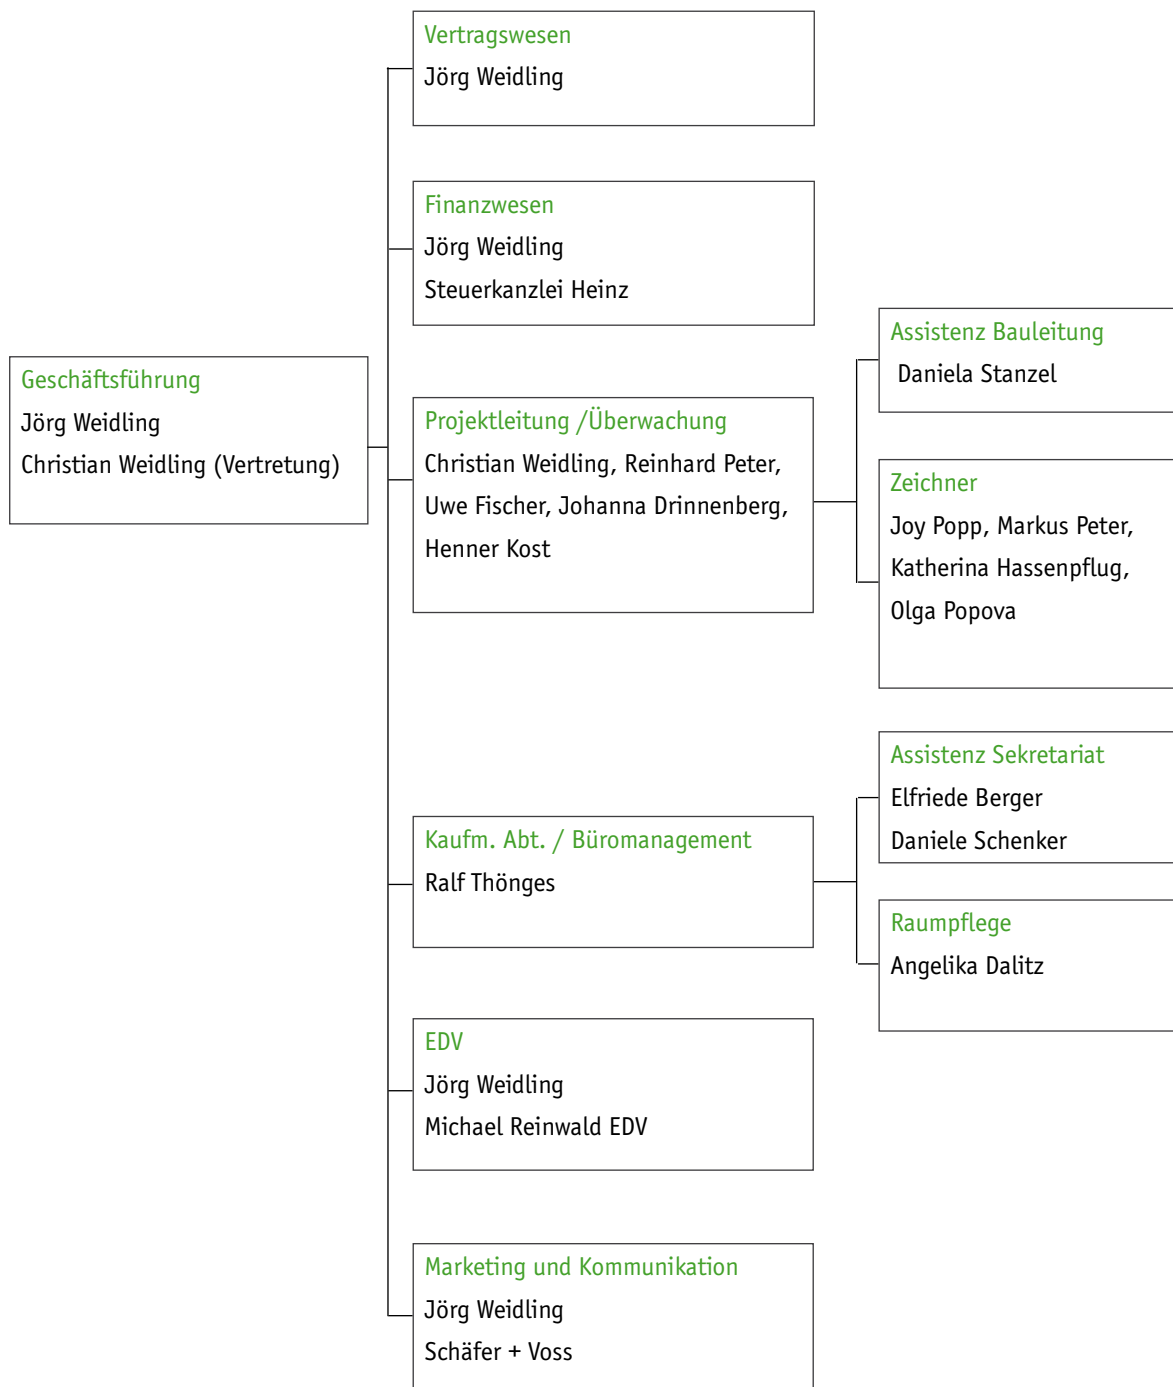 Vertragswesen
Jörg Weidling
Finanzwesen
Jörg Weidling
Steuerkanzlei Heinz
Geschäftsführung
Jörg Weidling
Christian Weidling (Vertretung)
Projektleitung /Überwachung
Christian Weidling, Reinhard Peter,
Uwe Fischer, Johanna Drinnenberg,
Henner Kost
Assistenz Bauleitung
Daniela Stanzel
Zeichner
Joy Popp, Markus Peter,
Katherina Hassenpflug,
Olga Popova
Kaufm. Abt. / Büromanagement
Ralf Thönges
Assistenz Sekretariat
Elfriede Berger
Daniele Schenker
Raumpflege
Angelika Dalitz
EDV
Jörg Weidling
Michael Reinwald EDV
Marketing und Kommunikation
Jörg Weidling
Schäfer + Voss